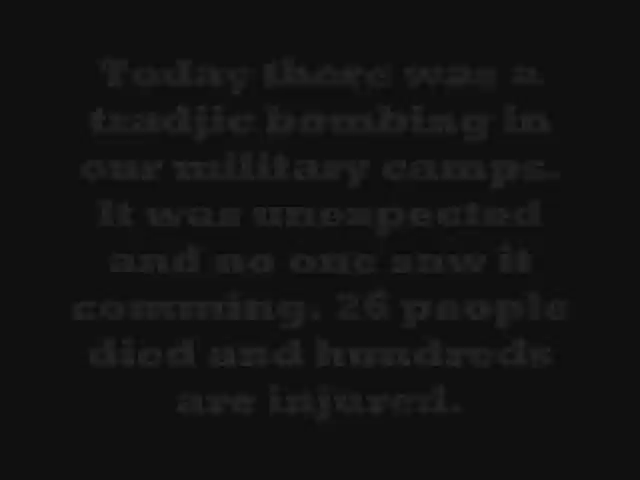 Today there was a
tradjic bombing in
our military camps.
It was unexpected
and no one saw it
comming. 26 people
died and hundreds
are injured.